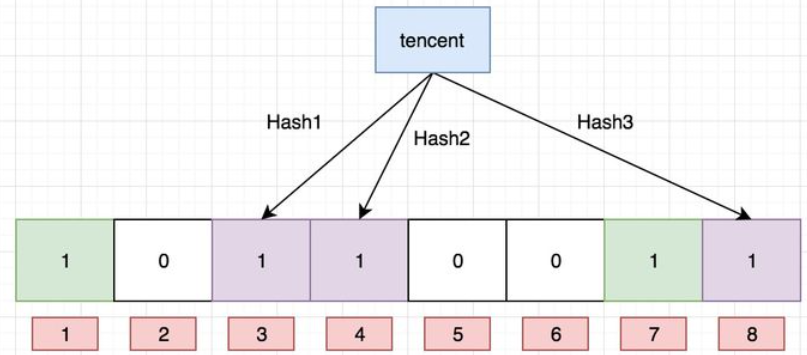 tencent
Hash1
Hash2
Hash3
1 0 1 1 0 0 1 1
1 2 3 4 5 6 7 8